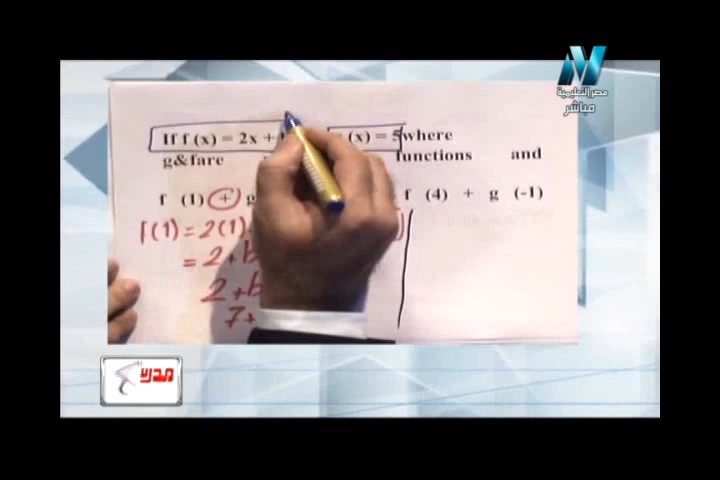 مصر التعليمية
مباشر
If f (x) = 2x + (x) = 5 where
g&fare functions and
f (1) + g f (4) + g (-1)
f(1) = 2(1)
= 2 + b
2 + b
7 +
مدرستنا